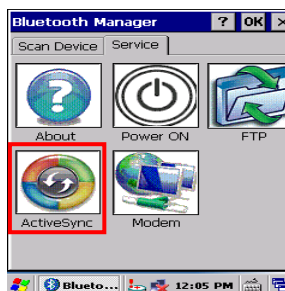 Bluetooth Manager ? OK ×
Scan Device Service
About Power ON FTP
ActiveSync Modem
Blueto... 12:05 PM